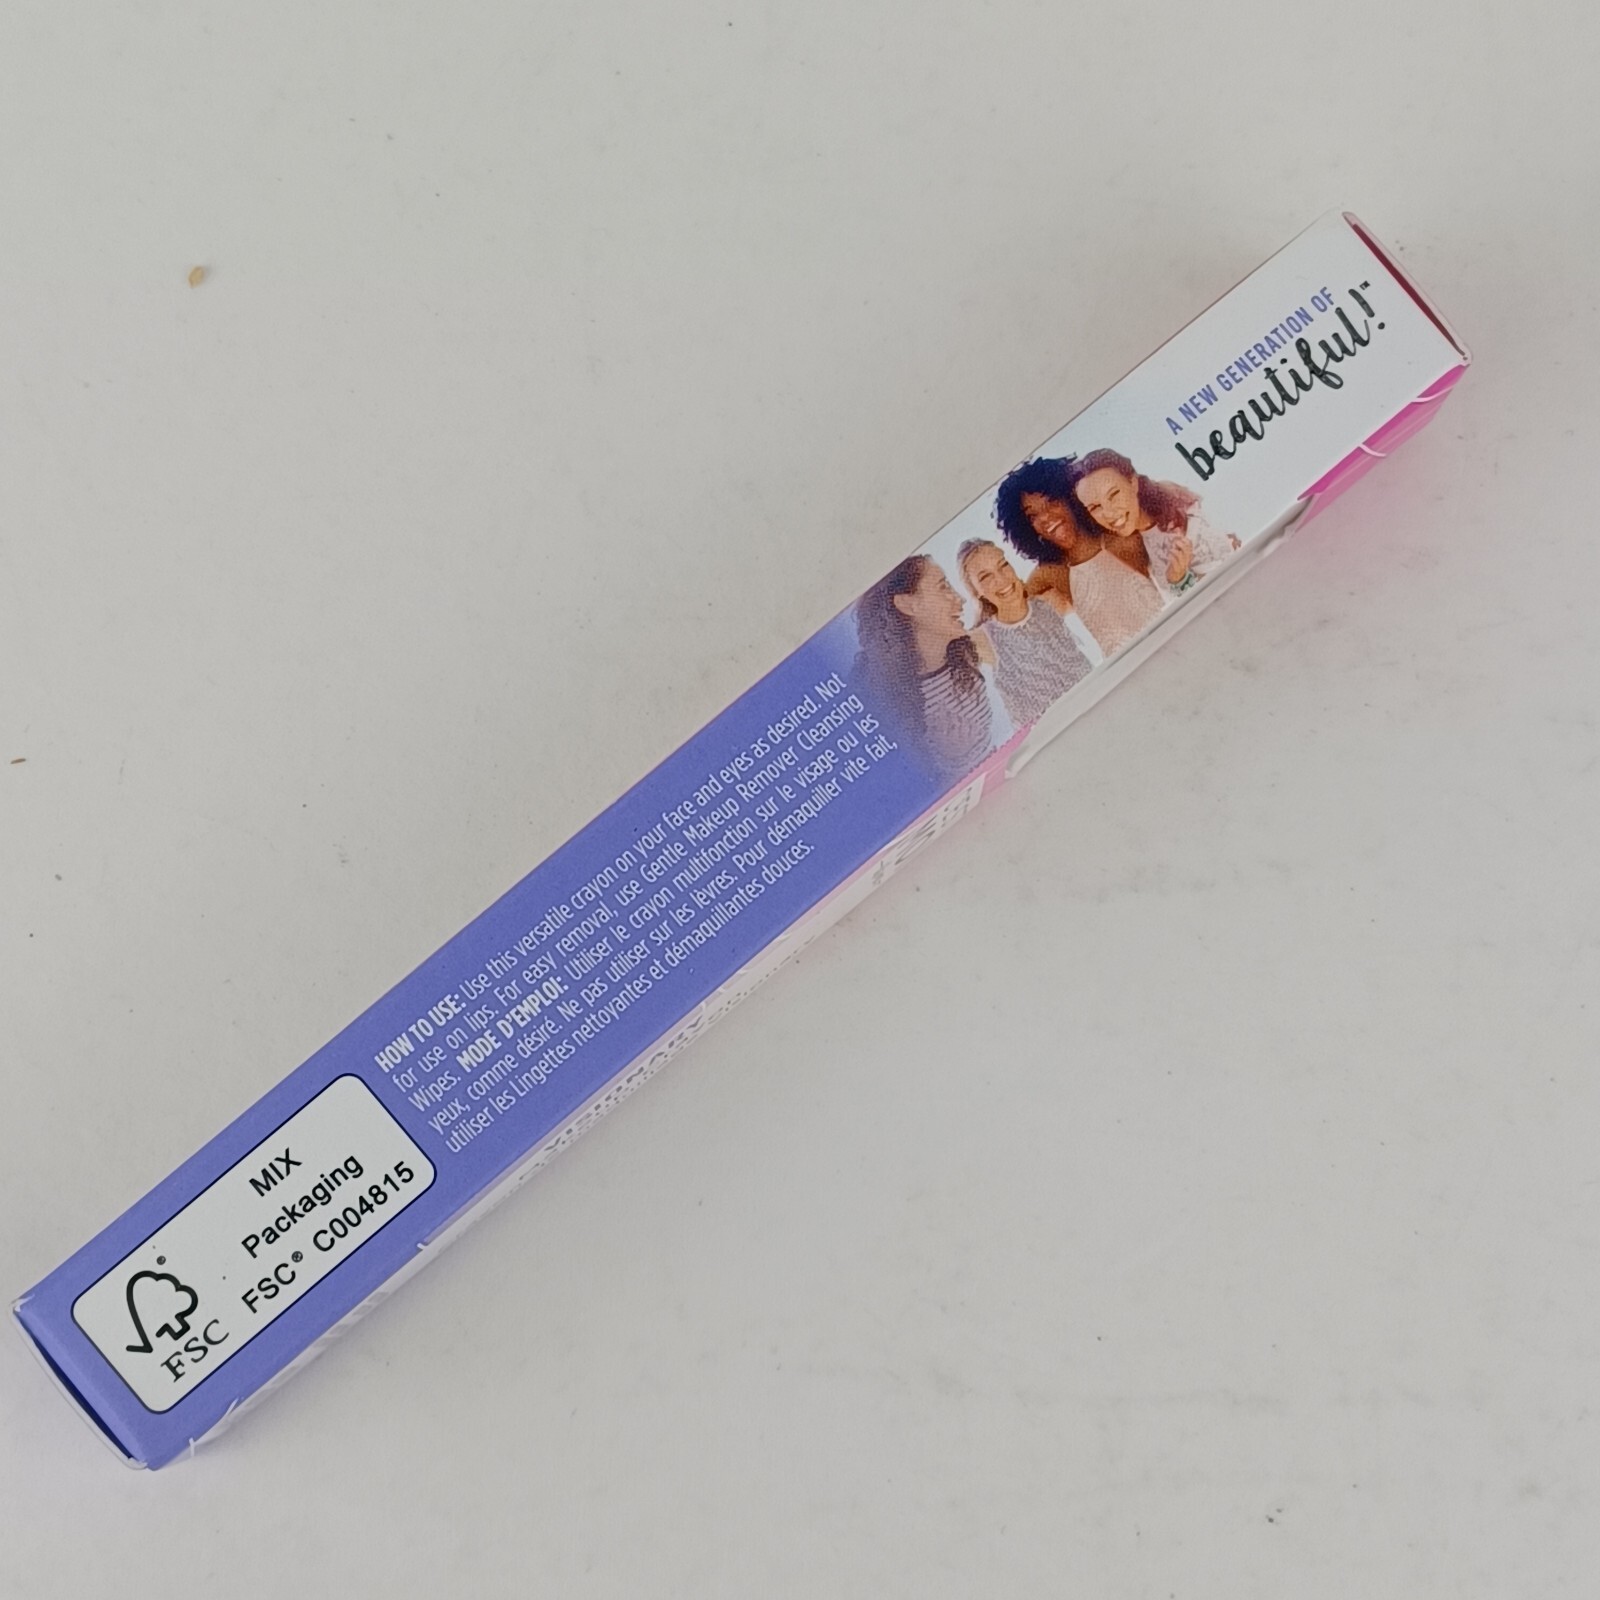 A NEW GENERATION OF
beautiful!™
HOW TO USE: Use this versatile crayon on your face and eyes as desired. Not
for use on lips. For easy removal, use Gentle Makeup Remover Cleansing
Wipes. MODE D'EMPLOI: Utiliser le crayon multifonction sur le visage ou les
yeux, comme désiré. Ne pas utiliser sur les lèvres. Pour démaquiller vite fait,
utiliser les Lingettes nettoyantes et démaquillantes douces.
MIX
Packaging
FSC® C004815
®
FSC
VISIONARY